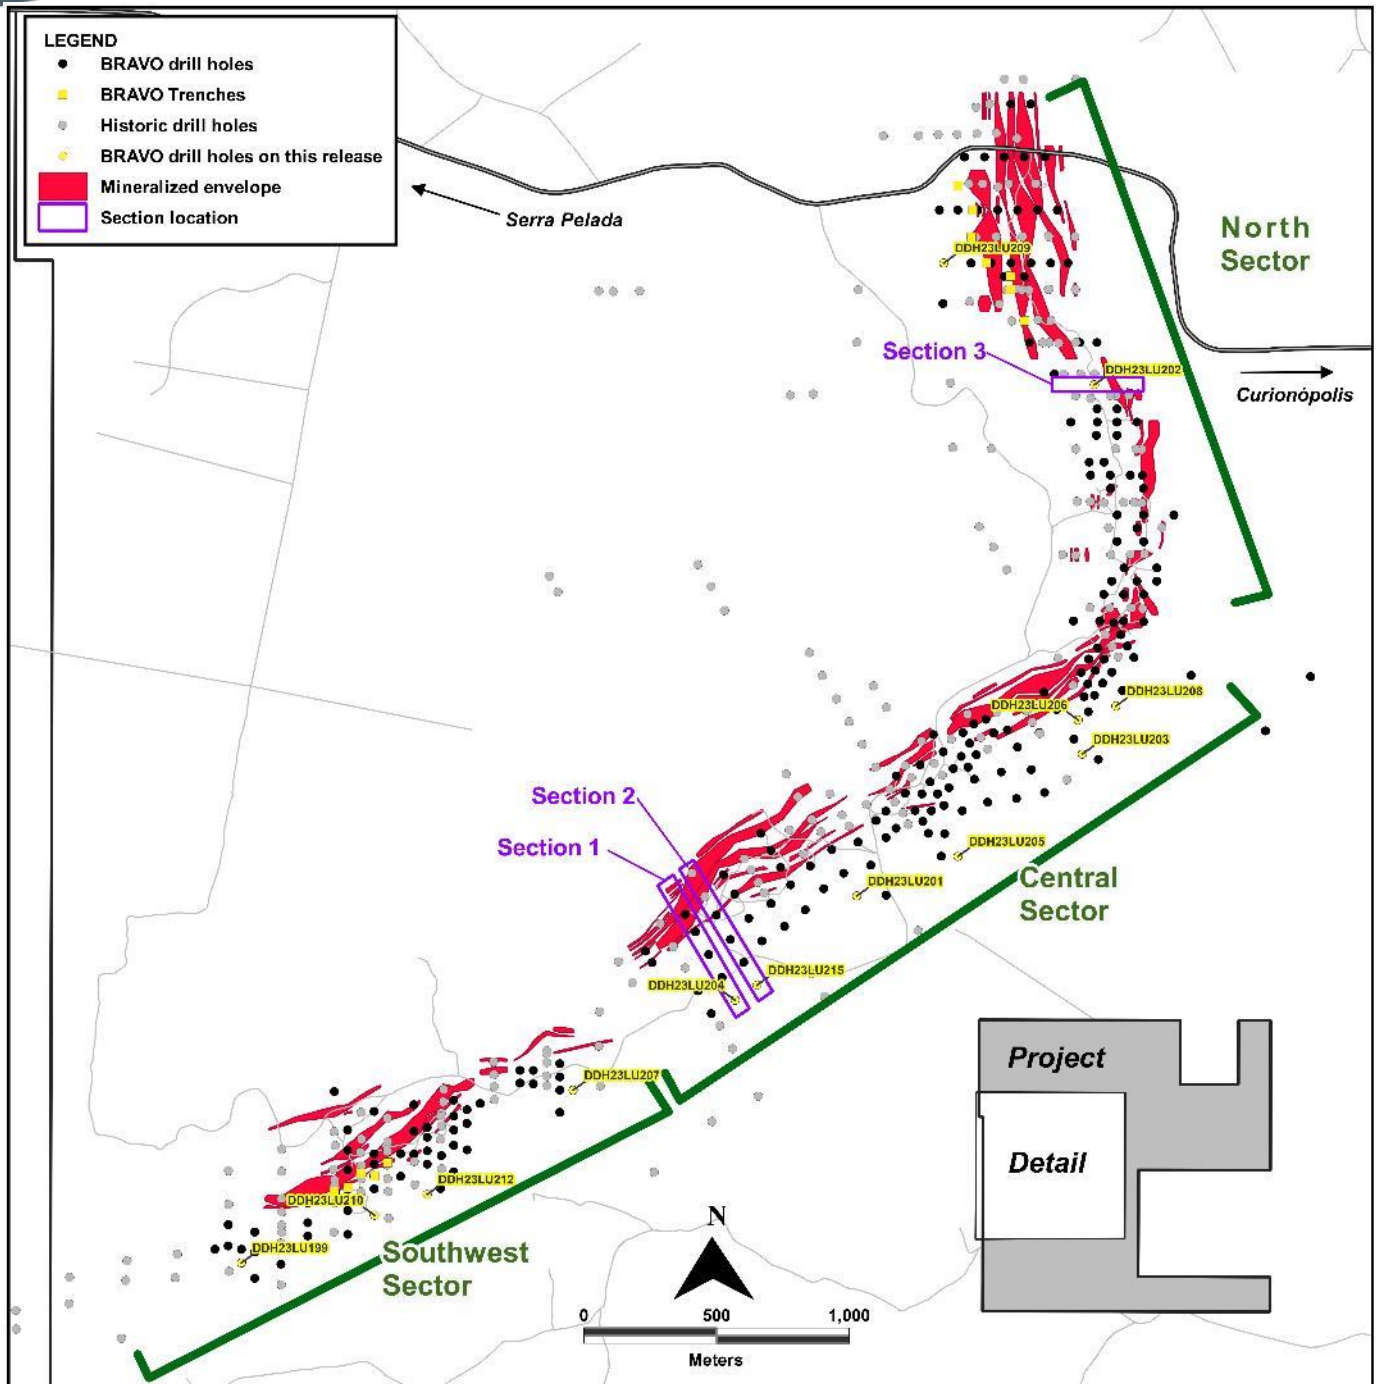 LEGEND
BRAVO drill holes
BRAVO Trenches
Historic drill holes
BRAVO drill holes on this release
Mineralized envelope
Section location
Serra Pelada
North
Sector
DDH23LU209
Section 3
DDH23LU202
Curionópolis
DDH23LU208
DDH23LU206
DDH23LU203
Section 2
Section 1
DDH23LU205
Central
Sector
DDH23LU201
DDH23LU215
DDH23LU204
DDH23LU207
Project
Detail
DDH23LU212
DDH23LU210
DDH23LU199
Southwest
Sector
N
0 500 1,000
Meters